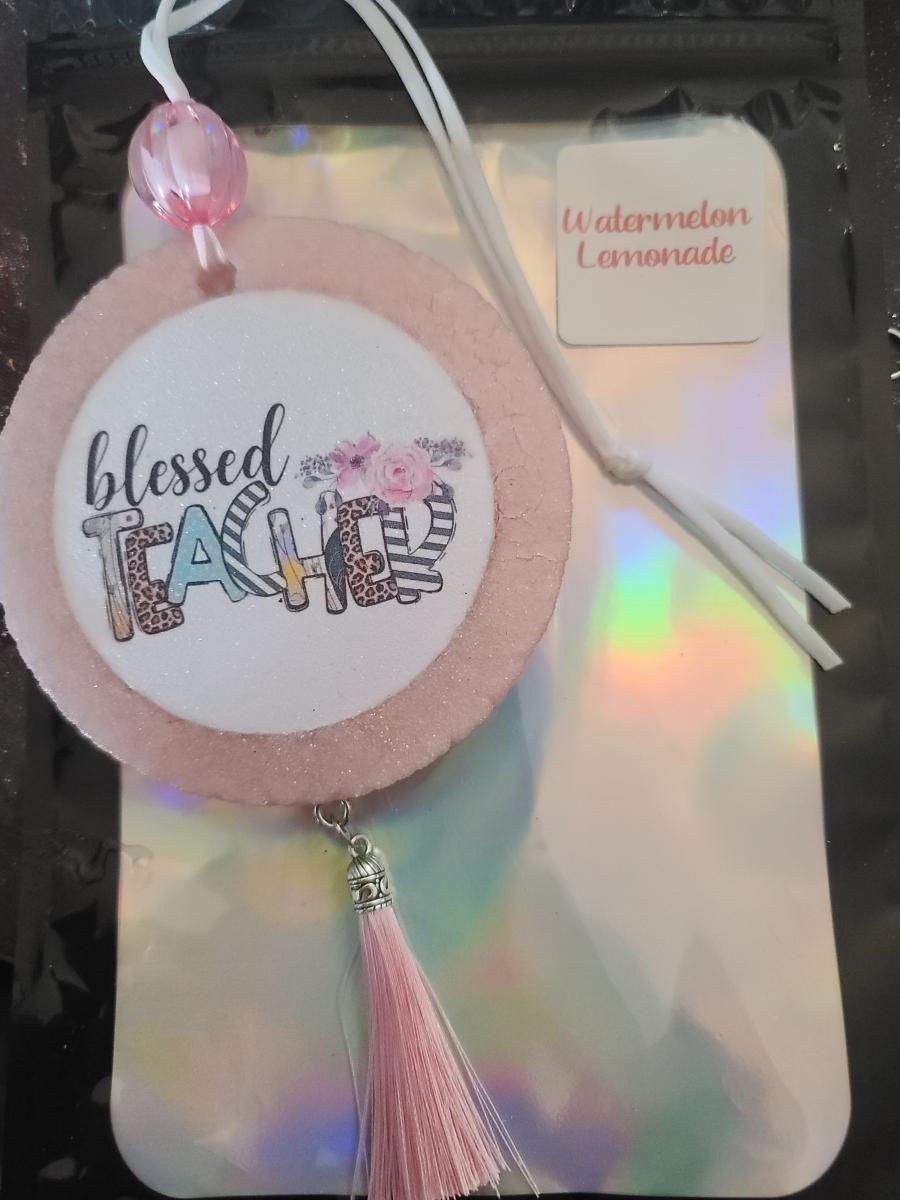 blessed
TEACHER
Watermelon
Lemonade